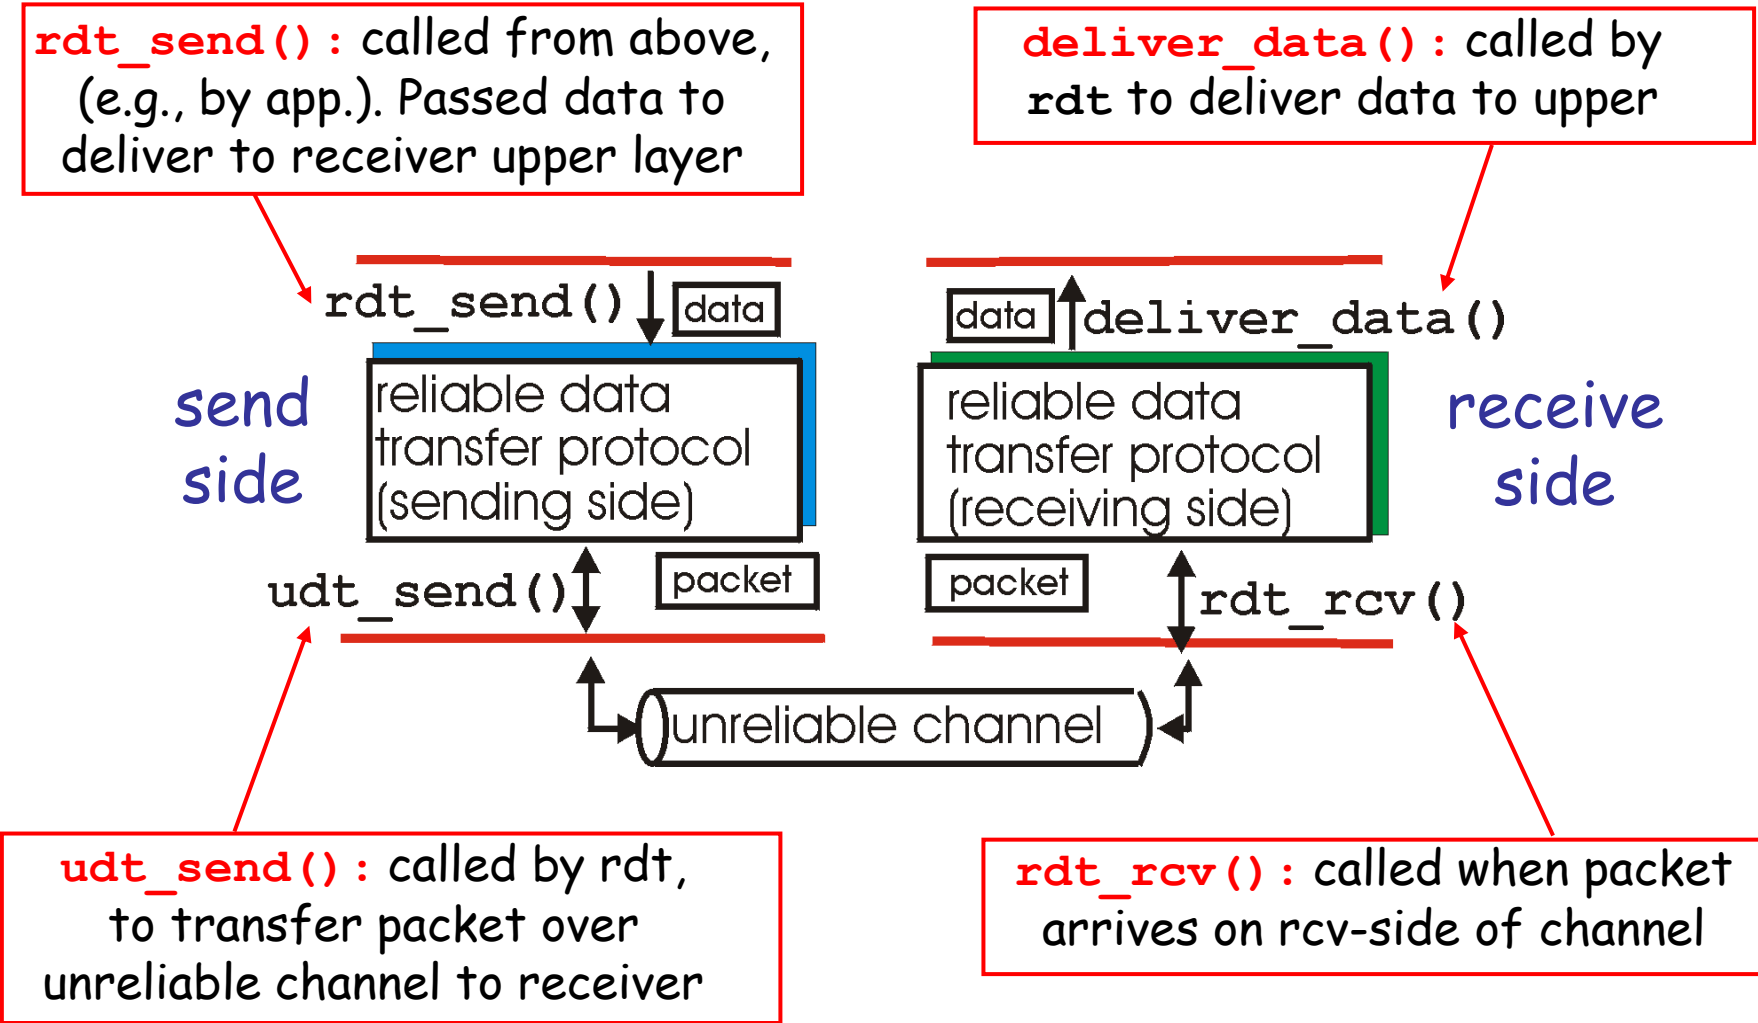 rdt_send(): called from above,
(e.g., by app.). Passed data to
deliver to receiver upper layer
deliver_data(): called by
rdt to deliver data to upper
rdt_send()
data
data
deliver_data()
send
side
reliable data
transfer protocol
(sending side)
reliable data
transfer protocol
(receiving side)
receive
side
udt_send()
packet
packet
rdt_rcv()
unreliable channel
udt_send(): called by rdt,
to transfer packet over
unreliable channel to receiver
rdt_rcv(): called when packet
arrives on rcv-side of channel